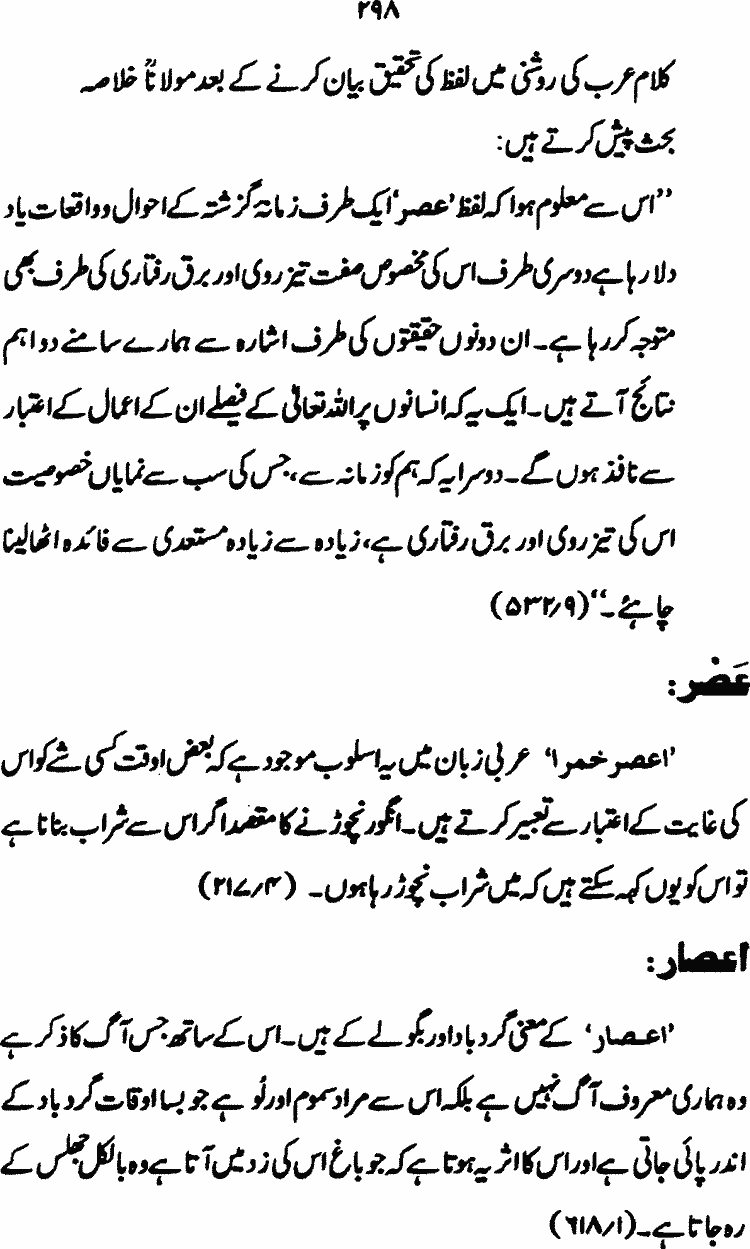 ۲۹۸
کلام عرب کی روشنی میں لفظ کی تحقیق بیان کرنے کے بعد مولاناؒ خلاصہ
بحث پیش کرتے ہیں:
”اس سے معلوم ہوا کہ لفظ ’عصر‘ ایک طرف زمانہ گزشتہ کے احوال و واقعات یاد
دلا رہا ہے دوسری طرف اس کی مخصوص صفت تیز روی اور برق رفتاری کی طرف بھی
متوجہ کر رہا ہے۔ ان دونوں حقیقتوں کی طرف اشارہ سے ہمارے سامنے دو اہم
نتائج آتے ہیں۔ ایک یہ کہ انسانوں پر اللہ تعالیٰ کے فیصلے ان کے اعمال کے اعتبار
سے نافذ ہوں گے۔ دوسرا یہ کہ ہم کو زمانہ سے، جس کی سب سے نمایاں خصوصیت
اس کی تیز روی اور برق رفتاری ہے، زیادہ سے زیادہ مستعدی سے فائدہ اٹھا لینا
چاہئے۔“ (۵۳۲/۹)
عَصْر:
’اعصر خمرا‘ عربی زبان میں یہ اسلوب موجود ہے کہ بعض اوقت کسی شے کو اس
کی غایت کے اعتبار سے تعبیر کرتے ہیں۔ انگور نچوڑنے کا مقصد اگر اس سے شراب بنانا ہے
تو اس کو یوں کہہ سکتے ہیں کہ میں شراب نچوڑ رہا ہوں۔ (۲۱۷/۴)
اعصار:
’اعصار‘ کے معنی گرد باد اور بگولے کے ہیں۔ اس کے ساتھ جس آگ کا ذکر ہے
وہ ہماری معروف آگ نہیں ہے بلکہ اس سے مراد سموم اور لُو ہے جو بسا اوقات گرد باد کے
اندر پائی جاتی ہے اور اس کا اثر یہ ہوتا ہے کہ جو باغ اس کی زد میں آتا ہے وہ بالکل جھلس کے
رہ جاتا ہے۔ (۶۱۸/۱)